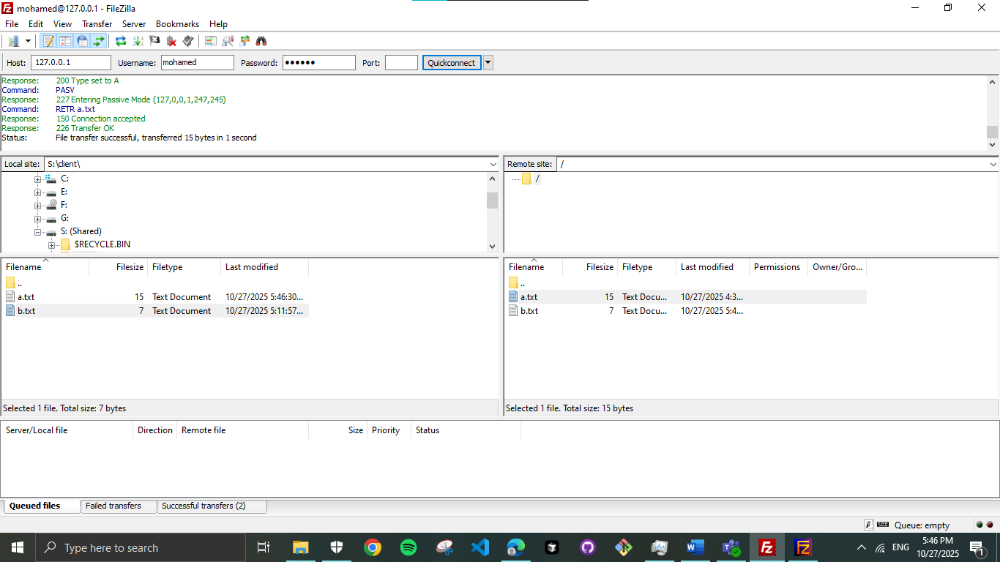 mohamed@127.0.0.1 - FileZilla
File Edit View Transfer Server Bookmarks Help
Host: 127.0.0.1 Username: mohamed Password: ●●●●●● Port: Quickconnect
Response: 200 Type set to A
Command: PASV
Response: 227 Entering Passive Mode (127,0,0,1,247,245)
Command: RETR a.txt
Response: 150 Connection accepted
Response: 226 Transfer OK
Status: File transfer successful, transferred 15 bytes in 1 second
Local site: S:\client\
C:
E:
F:
G:
S: (Shared)
$RECYCLE.BIN
Remote site: /
/
Filename Filesize Filetype Last modified
..
a.txt 15 Text Document 10/27/2025 5:46:30...
b.txt 7 Text Document 10/27/2025 5:11:57...
Selected 1 file. Total size: 7 bytes
Filename Filesize Filetype Last modified Permissions Owner/Gro...
..
a.txt 15 Text Docu... 10/27/2025 4:3...
b.txt 7 Text Docu... 10/27/2025 5:4...
Selected 1 file. Total size: 15 bytes
Server/Local file Direction Remote file Size Priority Status
Queued files Failed transfers Successful transfers (2)
Queue: empty
Type here to search
ENG
5:46 PM
10/27/2025
1